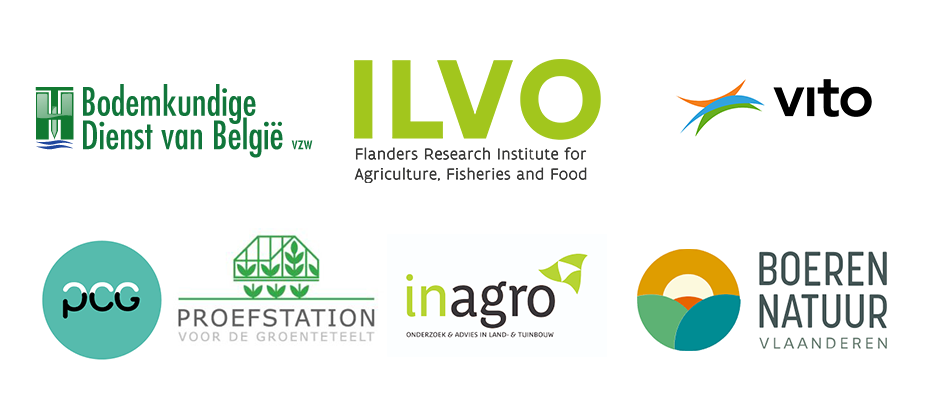 Bodemkundige
Dienst van België vzw
ILVO
Flanders Research Institute for
Agriculture, Fisheries and Food
vito
pcG
PROEFSTATION
VOOR DE GROENTETEELT
inagro
ONDERZOEK & ADVIES IN LAND- & TUINBOUW
BOEREN
NATUUR
VLAANDEREN